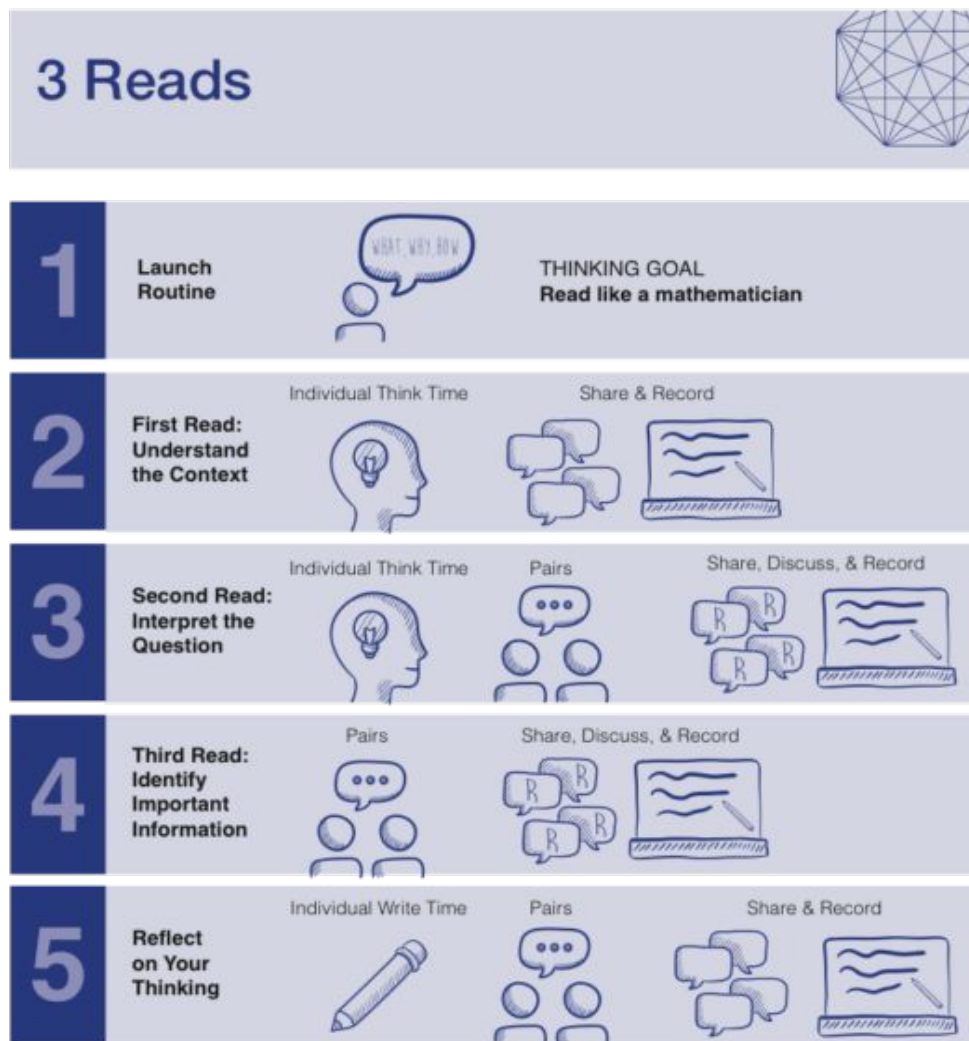 3 Reads
1
Launch
Routine
WHAT, WHY, HOW
THINKING GOAL
Read like a mathematician
2
First Read:
Understand
the Context
Individual Think Time
Share & Record
3
Second Read:
Interpret the
Question
Individual Think Time
Pairs
Share, Discuss, & Record
R
R
R
R
4
Third Read:
Identify
Important
Information
Pairs
Share, Discuss, & Record
R
R
R
R
5
Reflect
on Your
Thinking
Individual Write Time
Pairs
Share & Record